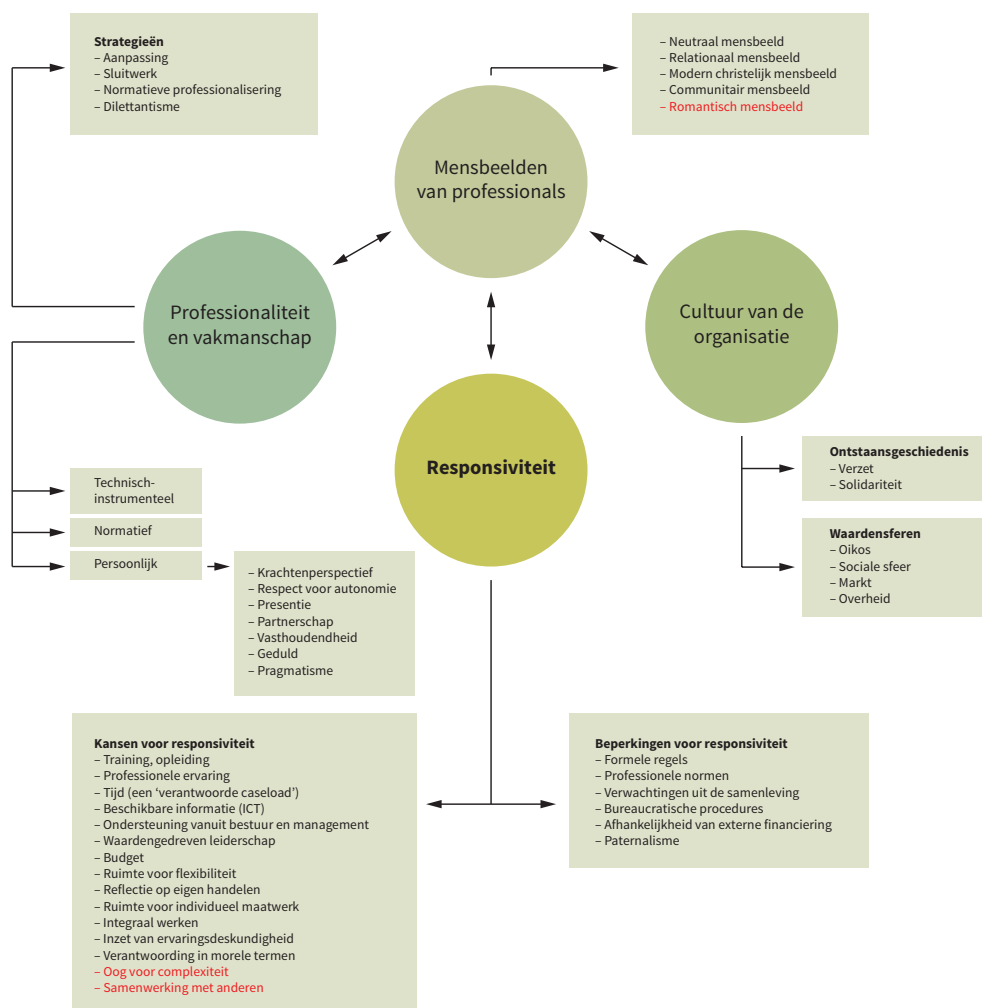 Strategieën
– Aanpassing
– Sluitwerk
– Normatieve professionalisering
– Dilettantisme
– Neutraal mensbeeld
– Relationaal mensbeeld
– Modern christelijk mensbeeld
– Communitair mensbeeld
– Romantisch mensbeeld
Mensbeelden
van professionals
Professionaliteit
en vakmanschap
Cultuur van de
organisatie
Responsiviteit
Ontstaansgeschiedenis
– Verzet
– Solidariteit
Waardensferen
– Oikos
– Sociale sfeer
– Markt
– Overheid
Technisch-
instrumenteel
Normatief
Persoonlijk
– Krachtenperspectief
– Respect voor autonomie
– Presentie
– Partnerschap
– Vasthoudendheid
– Geduld
– Pragmatisme
Kansen voor responsiviteit
– Training, opleiding
– Professionele ervaring
– Tijd (een ‘verantwoorde caseload’)
– Beschikbare informatie (ICT)
– Ondersteuning vanuit bestuur en management
– Waardengedreven leiderschap
– Budget
– Ruimte voor flexibiliteit
– Reflectie op eigen handelen
– Ruimte voor individueel maatwerk
– Integraal werken
– Inzet van ervaringsdeskundigheid
– Verantwoording in morele termen
– Oog voor complexiteit
– Samenwerking met anderen
Beperkingen voor responsiviteit
– Formele regels
– Professionele normen
– Verwachtingen uit de samenleving
– Bureaucratische procedures
– Afhankelijkheid van externe financiering
– Paternalisme